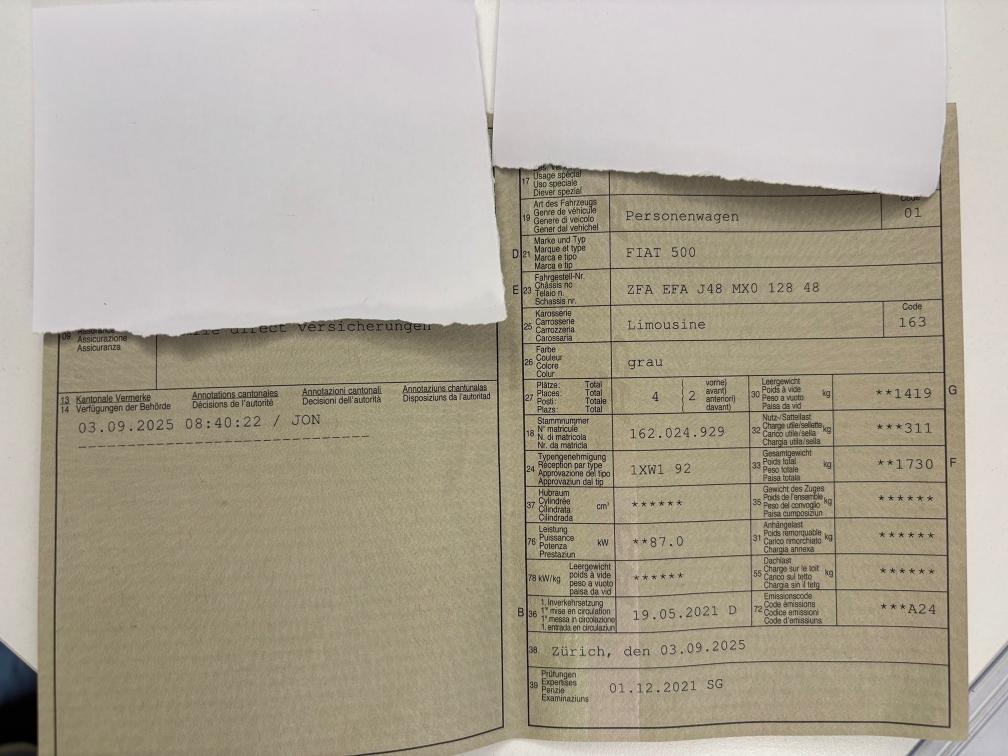 09
Assicurazione
Assicuranza
direct Versicherungen
13 Kantonale Vermerke Annotations cantonales Annotazioni cantonali Annotaziuns chantunalas
14 Verfügungen der Behörde Décisions de l'autorité Decisioni dell'autorità Disposiziuns da l'autoritad
03.09.2025 08:40:22 / JON
17
Usage spécial
Uso speciale
Diever spezial
19
Art des Fahrzeugs
Genre de véhicule
Genere di veicolo
Gener dal vehichel
Personenwagen
Code
01
D 21
Marke und Typ
Marque et type
Marca e tipo
Marca e tip
FIAT 500
E 23
Fahrgestell-Nr.
Châssis no
Telaio n.
Schassis nr.
ZFA EFA J48 MX0 128 48
25
Karosserie
Carrosserie
Carrozzeria
Carossaria
Limousine
Code
163
26
Farbe
Couleur
Colore
Colur
grau
27
Plätze: Total
Places: Total
Posti: Totale
Plazs: Total
4
2
vorne)
avant)
anteriori)
davant)
30
Leergewicht
Poids à vide
Peso a vuoto
Paisa da vid
kg
**1419
G
18
Stammnummer
N° matricule
N. di matricola
Nr. da matricla
162.024.929
32
Nutz-/Sattellast
Charge utile/sellette
Carico utile/sella
Chargia utila/sella
kg
***311
24
Typengenehmigung
Réception par type
Approvazione del tipo
Approvaziun dal tip
1XW1 92
33
Gesamtgewicht
Poids total
Peso totale
Paisa totala
kg
**1730
F
37
Hubraum
Cylindrée
Cilindrata
Cilindrada
cm³
******
35
Gewicht des Zuges
Poids de l'ensemble
Peso del convoglio
Paisa cumposiziun
kg
******
76
Leistung
Puissance
Potenza
Prestaziun
kW
**87.0
31
Anhängelast
Poids remorquable
Carico rimorchiato
Chargia annexa
kg
******
78 kW/kg
Leergewicht
poids à vide
peso a vuoto
paisa da vid
******
55
Dachlast
Charge sur le toit
Carico sul tetto
Chargia sin il tetg
kg
******
B 36
1. Inverkehrsetzung
1re mise en circulation
1a messa in circolazione
1. entrada en circulaziun
19.05.2021 D
72
Emissionscode
Code émissions
Codice emissioni
Code d'emissiuns
***A24
38
Zürich, den 03.09.2025
39
Prüfungen
Expertises
Perizie
Examinaziuns
01.12.2021 SG